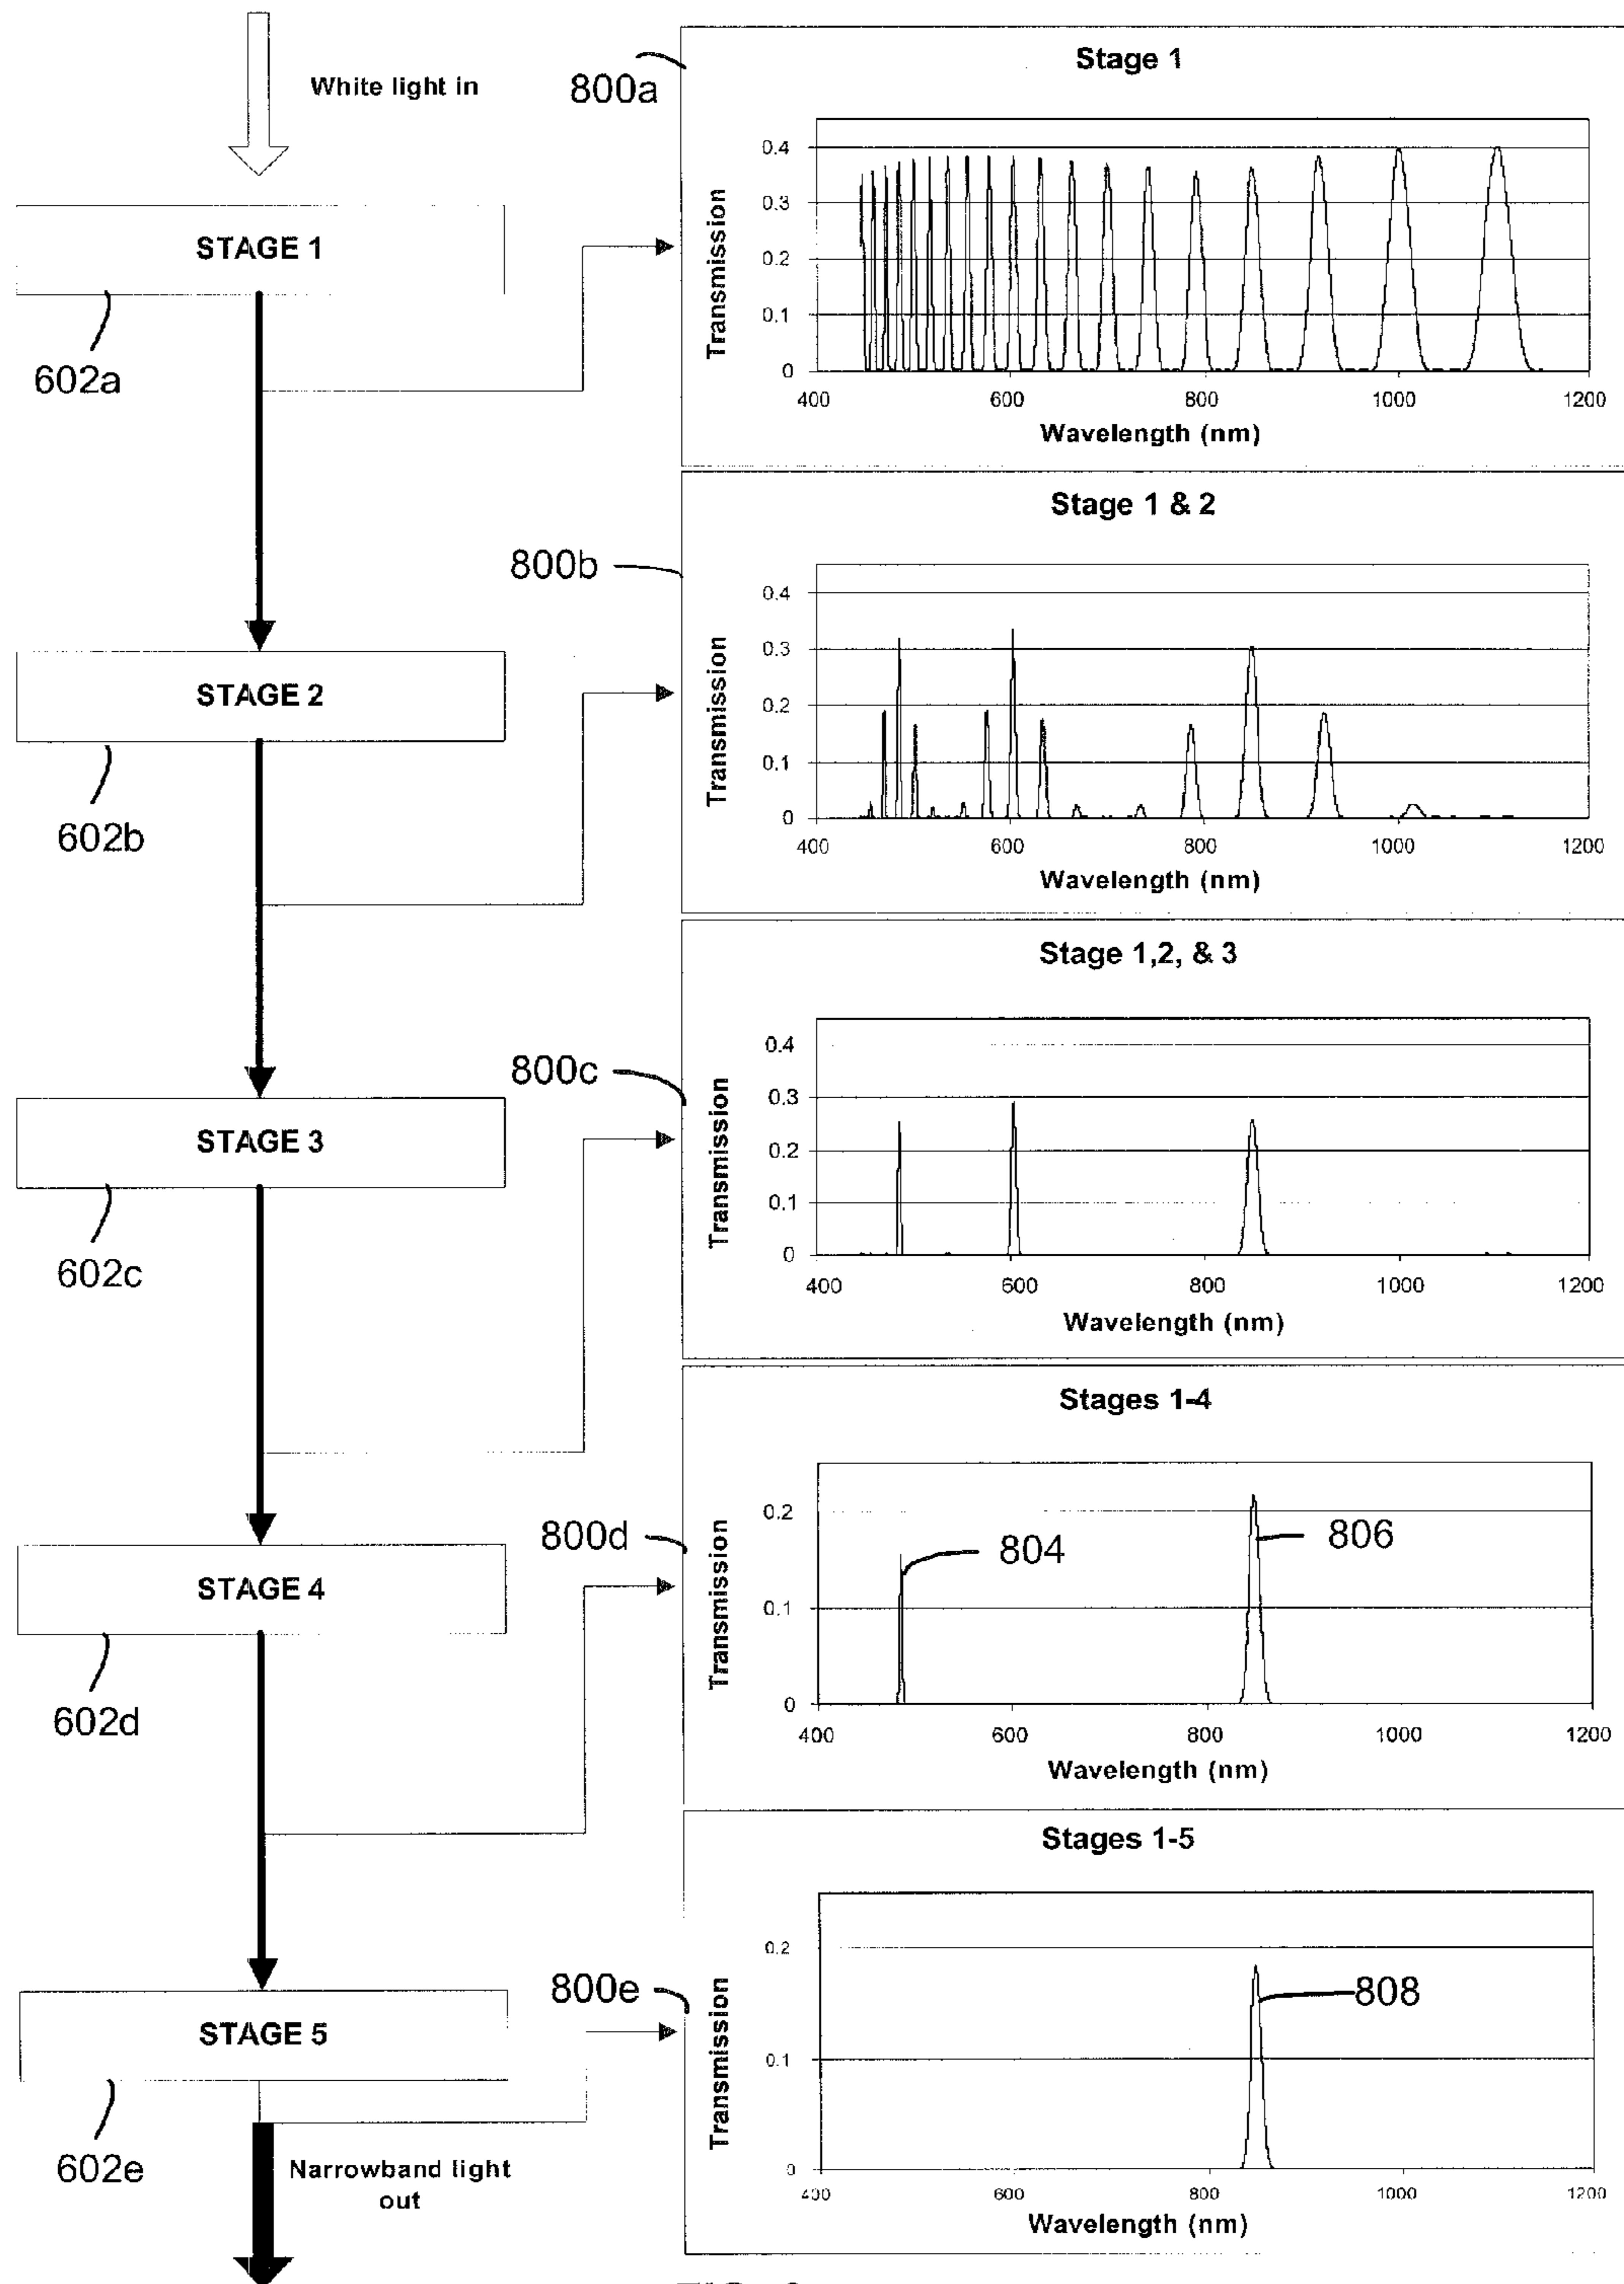 White light in
800a
Stage 1
Transmission
0.4
0.3
0.2
0.1
0
400
600
800
1000
1200
Wavelength (nm)
STAGE 1
602a
800b
Stage 1 & 2
Transmission
0.4
0.3
0.2
0.1
0
400
600
800
1000
1200
Wavelength (nm)
STAGE 2
602b
800c
Stage 1,2, & 3
Transmission
0.4
0.3
0.2
0.1
0
400
600
800
1000
1200
Wavelength (nm)
STAGE 3
602c
800d
Stages 1-4
Transmission
0.2
0.1
0
804
806
400
600
800
1000
1200
Wavelength (nm)
STAGE 4
602d
800e
Stages 1-5
Transmission
0.2
0.1
0
808
400
600
800
1000
1200
Wavelength (nm)
STAGE 5
602e
Narrowband light
out